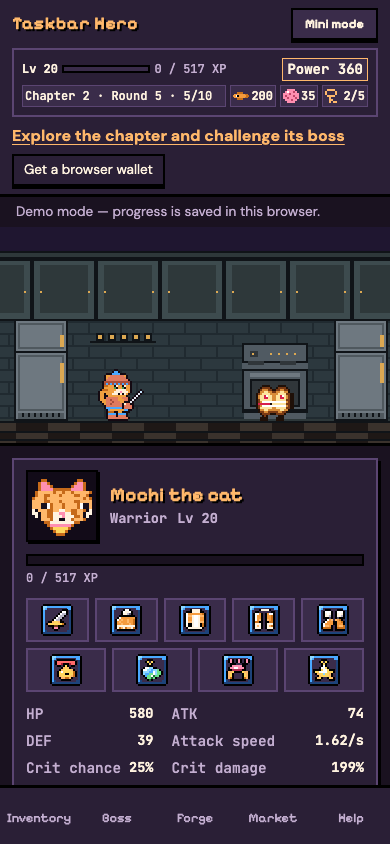 Taskbar Hero
Mini mode
Lv 20 0 / 517 XP Power 360
Chapter 2 · Round 5 · 5/10 200 35 2/5
Explore the chapter and challenge its boss
Get a browser wallet
Demo mode — progress is saved in this browser.
Mochi the cat
Warrior Lv 20
0 / 517 XP
HP 580 ATK 74
DEF 39 Attack speed 1.62/s
Crit chance 25% Crit damage 199%
Inventory Boss Forge Market Help